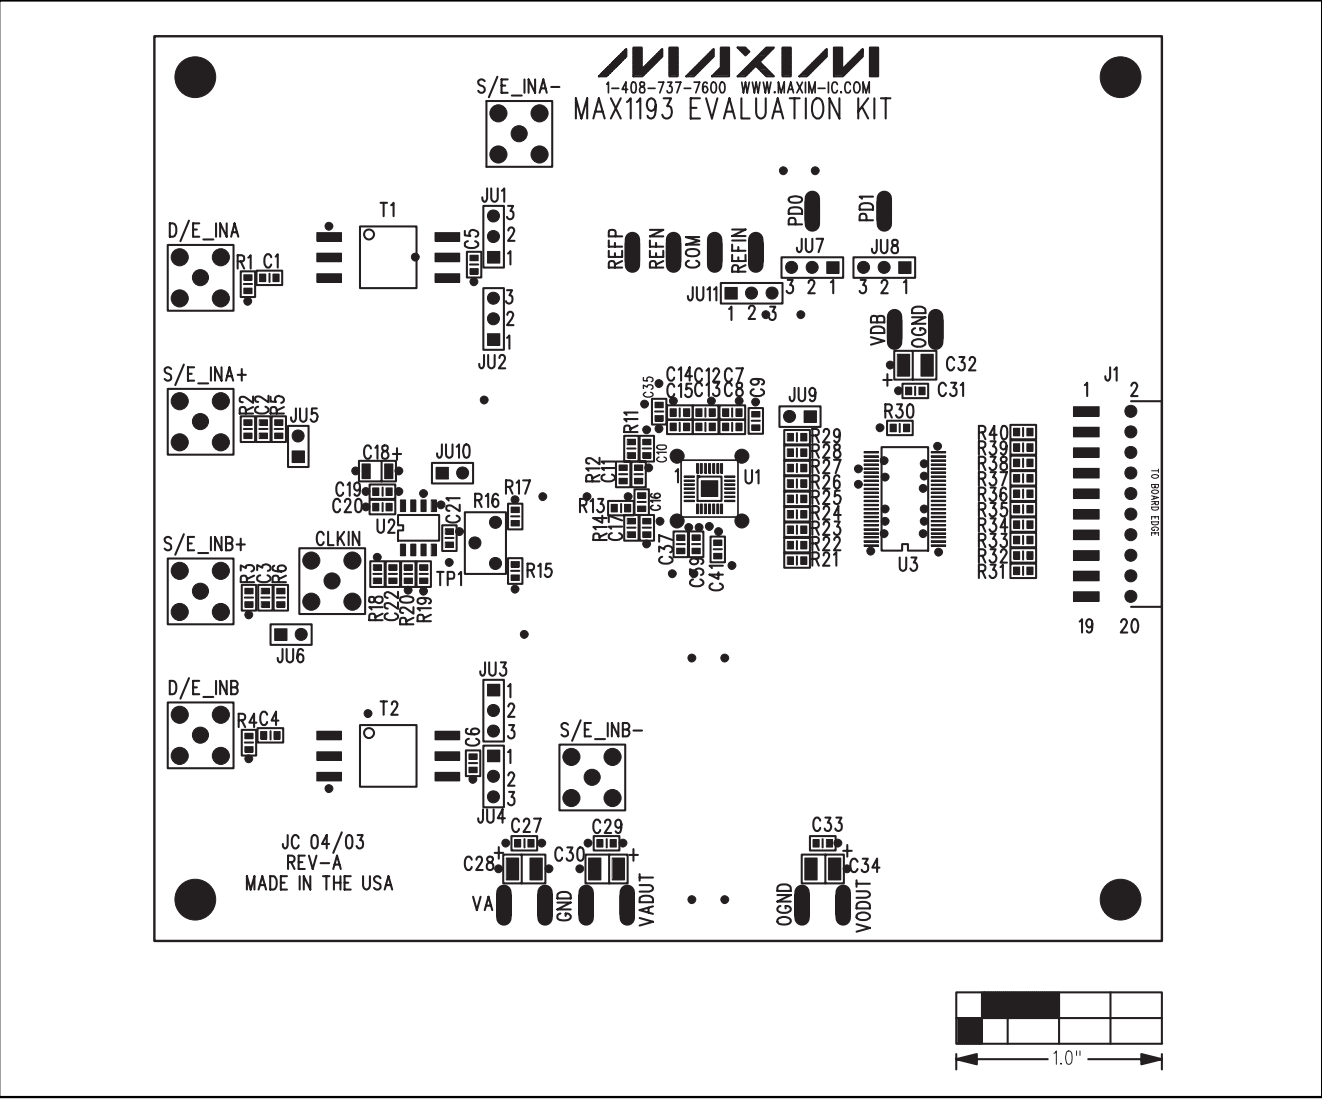 MAXIM
1-408-737-7600 WWW.MAXIM-IC.COM
MAX1193 EVALUATION KIT
S/E_INA-
D/E_INA
R1
C1
T1
C5
JU1
3
2
1
3
2
1
JU2
REFP
REFN
COM
REFIN
PD0
PD1
JU7
3 2 1
JU8
3 2 1
JU11
1 2 3
VDB
OGND
C32
+
C31
S/E_INA+
R2
C2
R5
JU5
C18+
C19
C20
U2
JU10
C21
R16
R17
R15
TP1
C35
C14 C12 C7
C15 C13 C8
C9
R11
C10
R12
C11
R13
C16
R14
C17
1
U1
C37
C39
C41
JU9
R29
R28
R27
R26
R25
R24
R23
R22
R21
R30
U3
R40
R39
R38
R37
R36
R35
R34
R33
R32
R31
J1
1 2
TO BOARD EDGE
19 20
S/E_INB+
R3
C3
R6
CLKIN
R18
C22
R20
R19
JU6
D/E_INB
R4
C4
T2
C6
JU3
1
2
3
1
2
3
JU4
S/E_INB-
JC 04/03
REV-A
MADE IN THE USA
C27
+
C28
VA
GND
C29
C30
+
VADUT
C33
+
C34
OGND
VODUT
1.0"